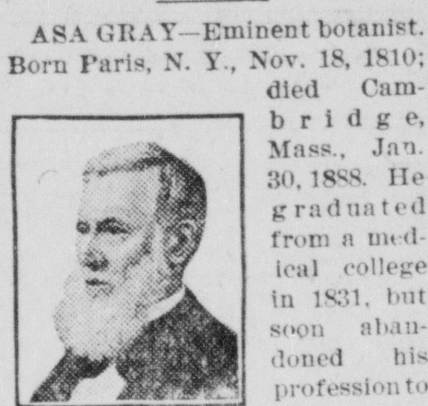 ASA GRAY—Eminent botanist.
Born Paris, N. Y., Nov. 18, 1810;
died Cam-
bridge,
Mass., Jan.
30, 1888. He
graduated
from a med-
ical college
in 1831, but
soon aban-
doned his
profession to